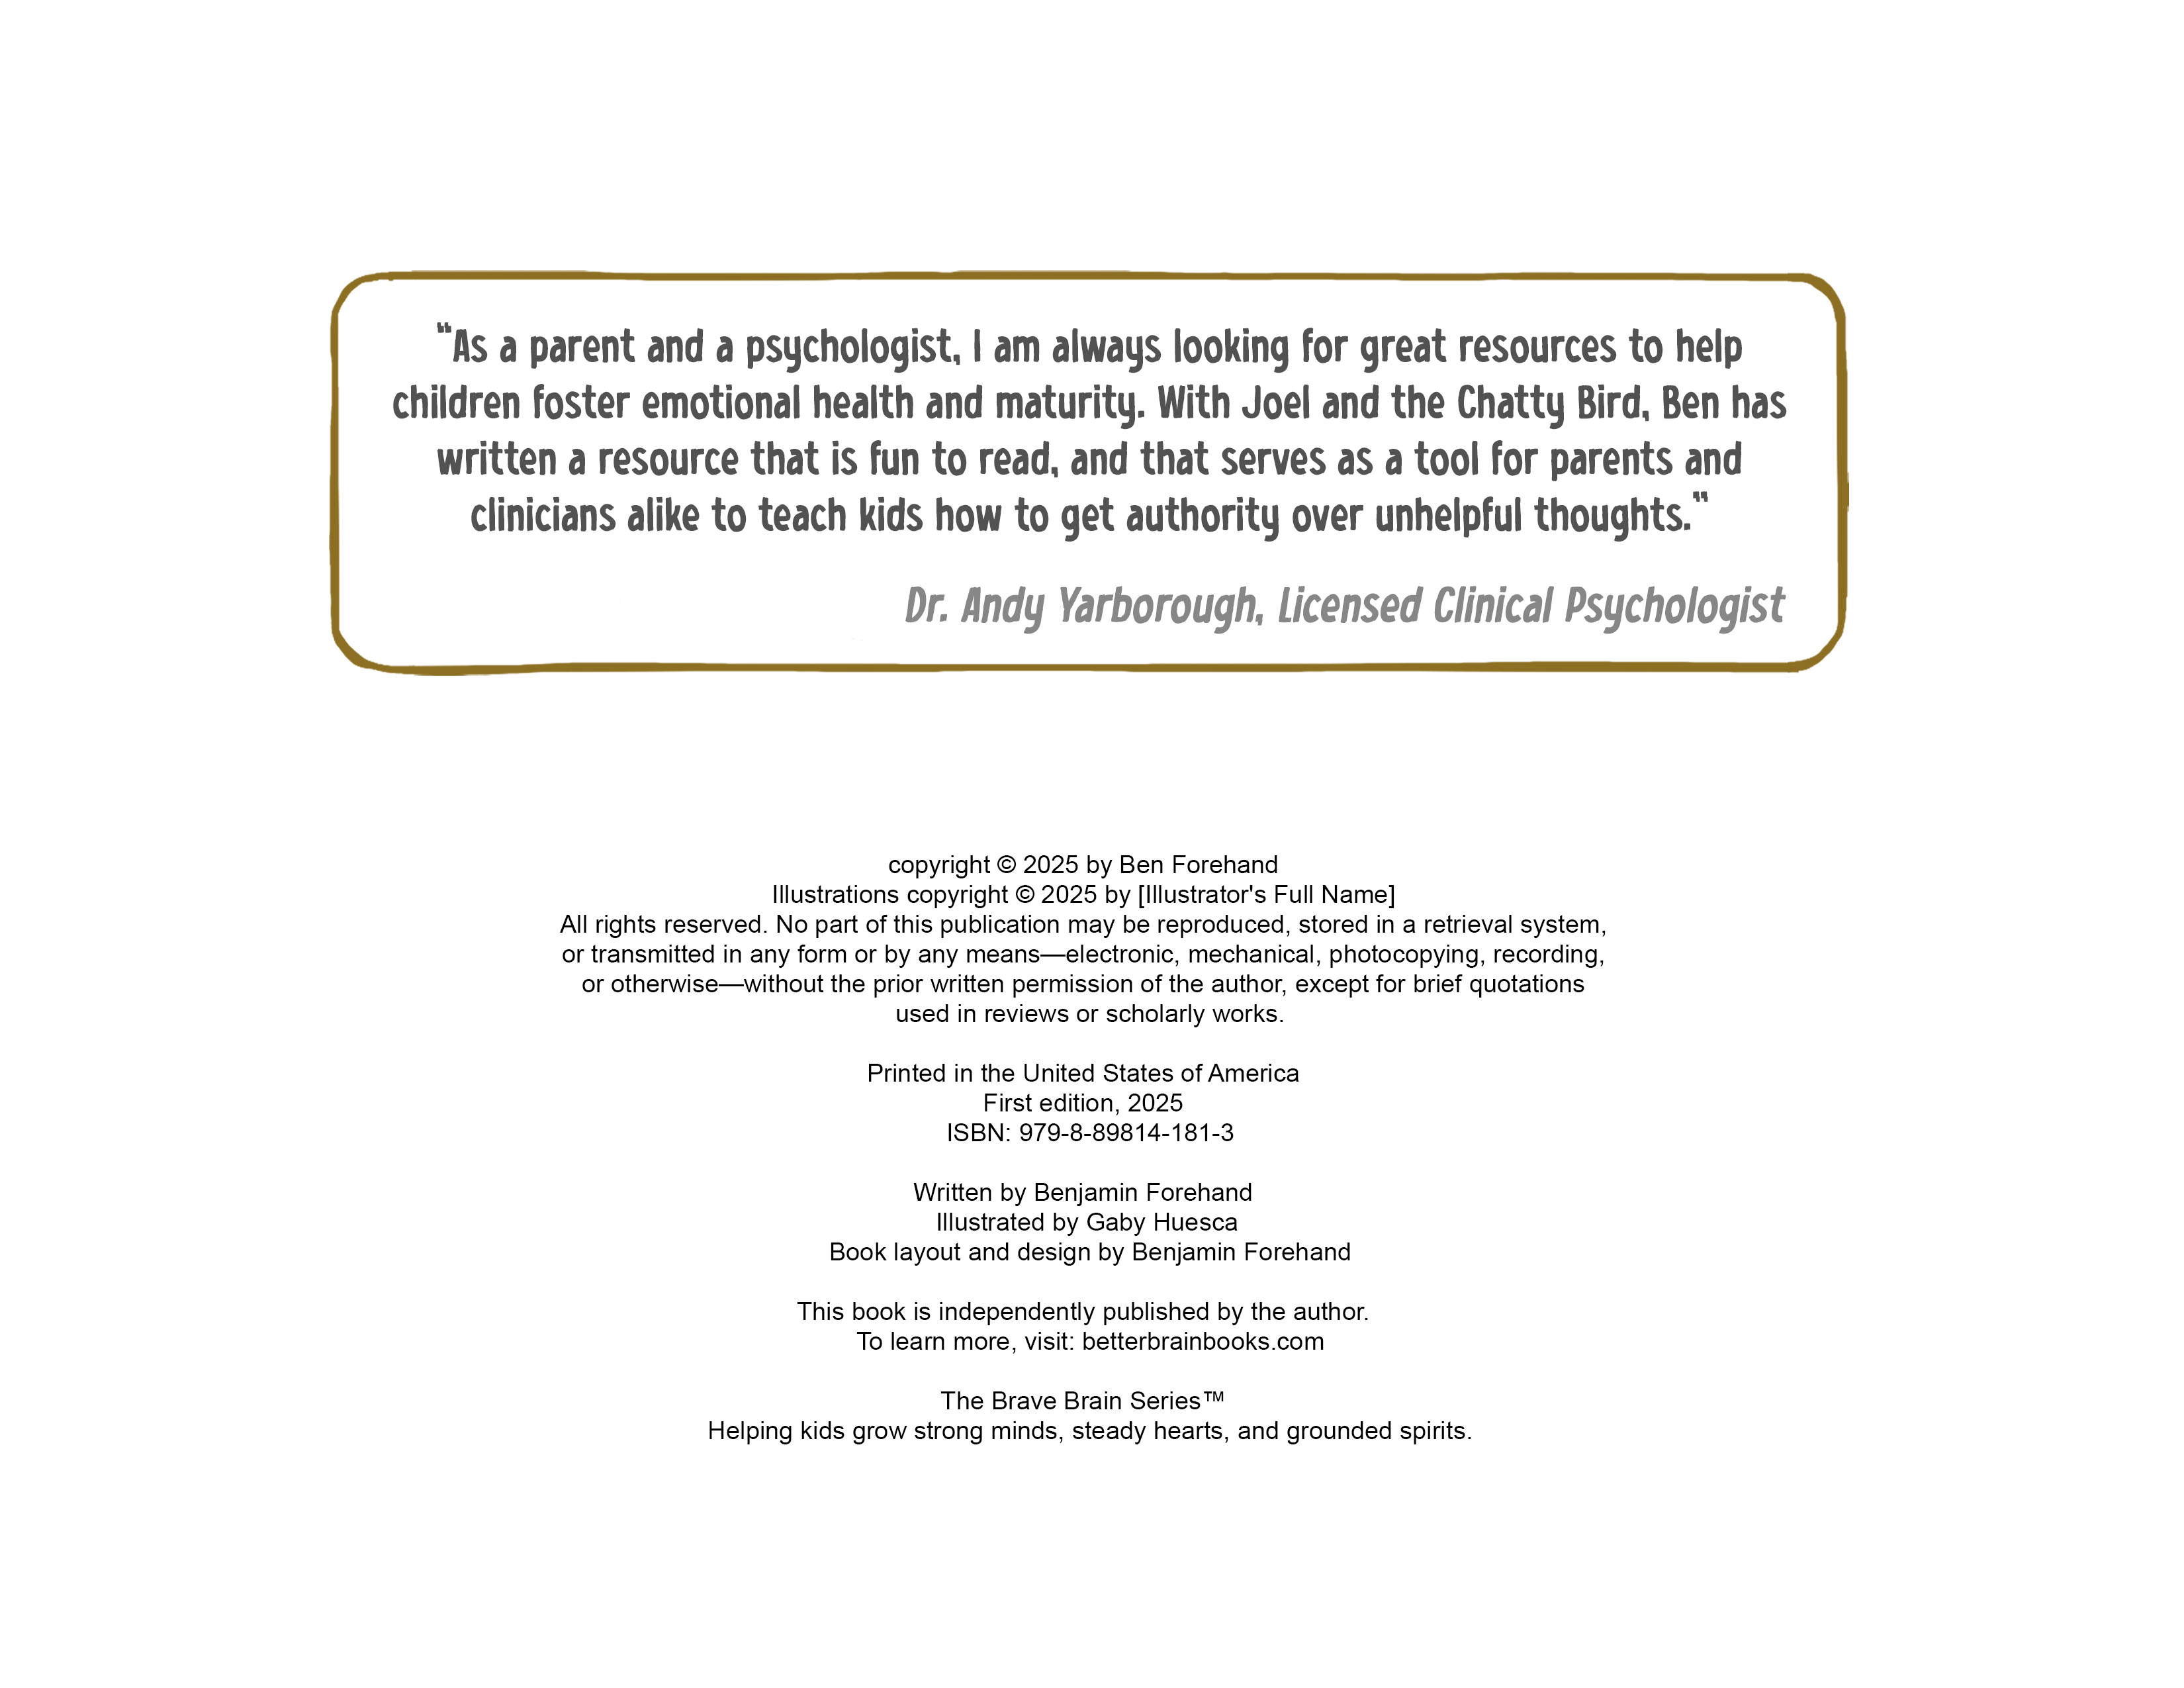 “As a parent and a psychologist, I am always looking for great resources to help
children foster emotional health and maturity. With Joel and the Chatty Bird, Ben has
written a resource that is fun to read, and that serves as a tool for parents and
clinicians alike to teach kids how to get authority over unhelpful thoughts.”
Dr. Andy Yarborough, Licensed Clinical Psychologist
copyright © 2025 by Ben Forehand
Illustrations copyright © 2025 by [Illustrator's Full Name]
All rights reserved. No part of this publication may be reproduced, stored in a retrieval system,
or transmitted in any form or by any means—electronic, mechanical, photocopying, recording,
or otherwise—without the prior written permission of the author, except for brief quotations
used in reviews or scholarly works.
Printed in the United States of America
First edition, 2025
ISBN: 979-8-89814-181-3
Written by Benjamin Forehand
Illustrated by Gaby Huesca
Book layout and design by Benjamin Forehand
This book is independently published by the author.
To learn more, visit: betterbrainbooks.com
The Brave Brain Series™
Helping kids grow strong minds, steady hearts, and grounded spirits.